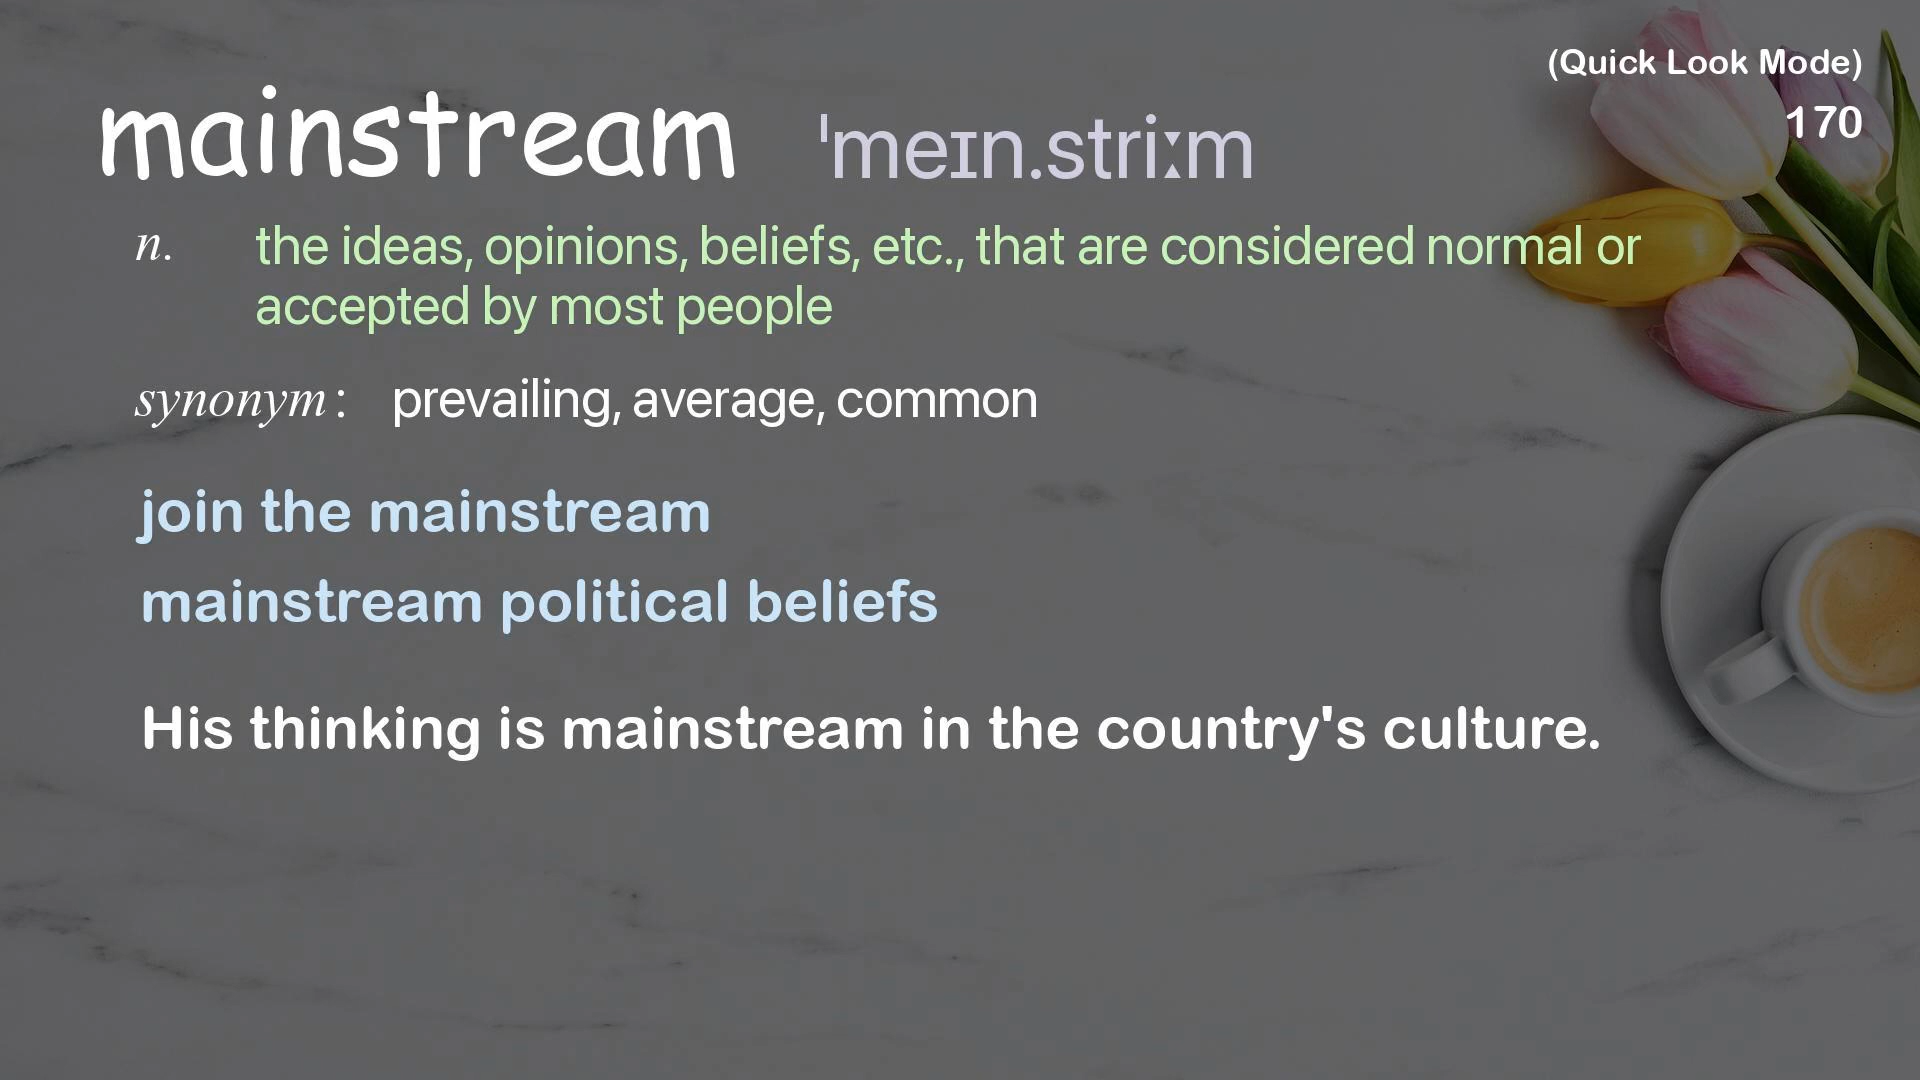 (Quick Look Mode)
170
mainstream ˈmeɪn.striːm
n. the ideas, opinions, beliefs, etc., that are considered normal or
accepted by most people
synonym: prevailing, average, common
join the mainstream
mainstream political beliefs
His thinking is mainstream in the country's culture.